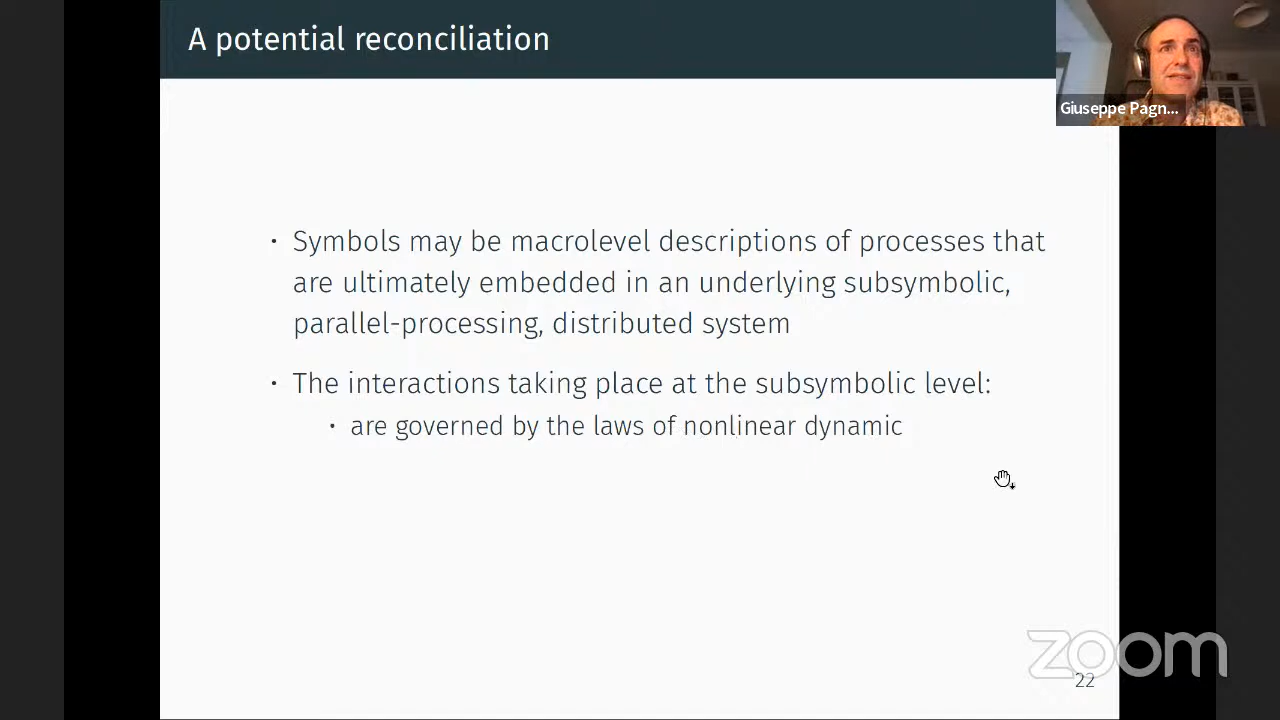 A potential reconciliation
Giuseppe Pagn...
• Symbols may be macrolevel descriptions of processes that
are ultimately embedded in an underlying subsymbolic,
parallel-processing, distributed system
• The interactions taking place at the subsymbolic level:
• are governed by the laws of nonlinear dynamic
zoom
22